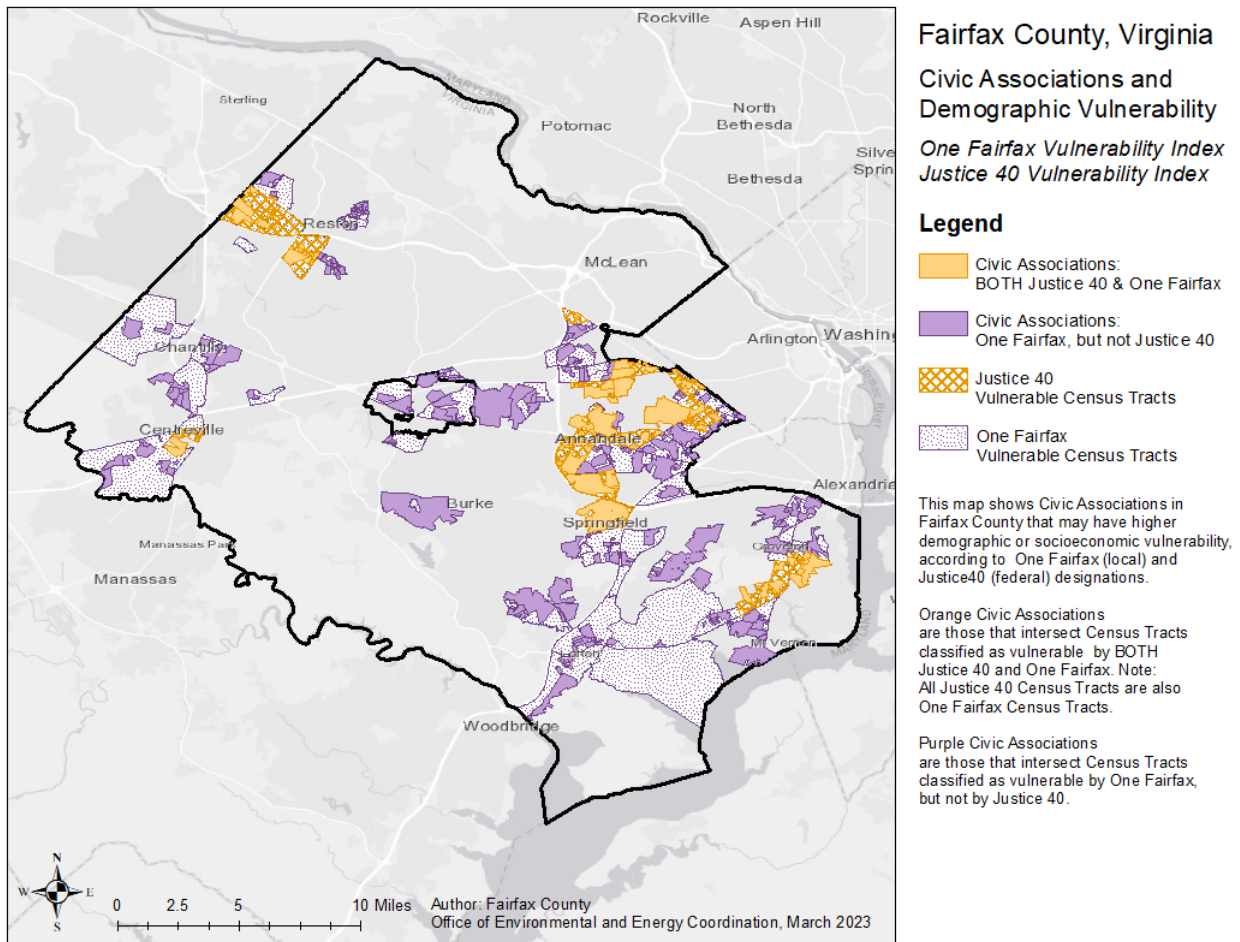 Rockville
Aspen Hill
Sterling
MARYLAND
VIRGINIA
North
Bethesda
Potomac
Silve
Sprin
Bethesda
Reston
McLean
Arlington
Washing
Chantilly
Potomac River
Centreville
Annandale
Alexandria
Burke
Springfield
Groveton
Manassas Park
Manassas
Mt Vernon
Lorton
Woodbridge
N
W
E
S
0
2.5
5
10 Miles
Author: Fairfax County
Office of Environmental and Energy Coordination, March 2023
Fairfax County, Virginia
Civic Associations and
Demographic Vulnerability
One Fairfax Vulnerability Index
Justice 40 Vulnerability Index
Legend
Civic Associations:
BOTH Justice 40 & One Fairfax
Civic Associations:
One Fairfax, but not Justice 40
Justice 40
Vulnerable Census Tracts
One Fairfax
Vulnerable Census Tracts
This map shows Civic Associations in
Fairfax County that may have higher
demographic or socioeconomic vulnerability,
according to One Fairfax (local) and
Justice40 (federal) designations.
Orange Civic Associations
are those that intersect Census Tracts
classified as vulnerable by BOTH
Justice 40 and One Fairfax. Note:
All Justice 40 Census Tracts are also
One Fairfax Census Tracts.
Purple Civic Associations
are those that intersect Census Tracts
classified as vulnerable by One Fairfax,
but not by Justice 40.